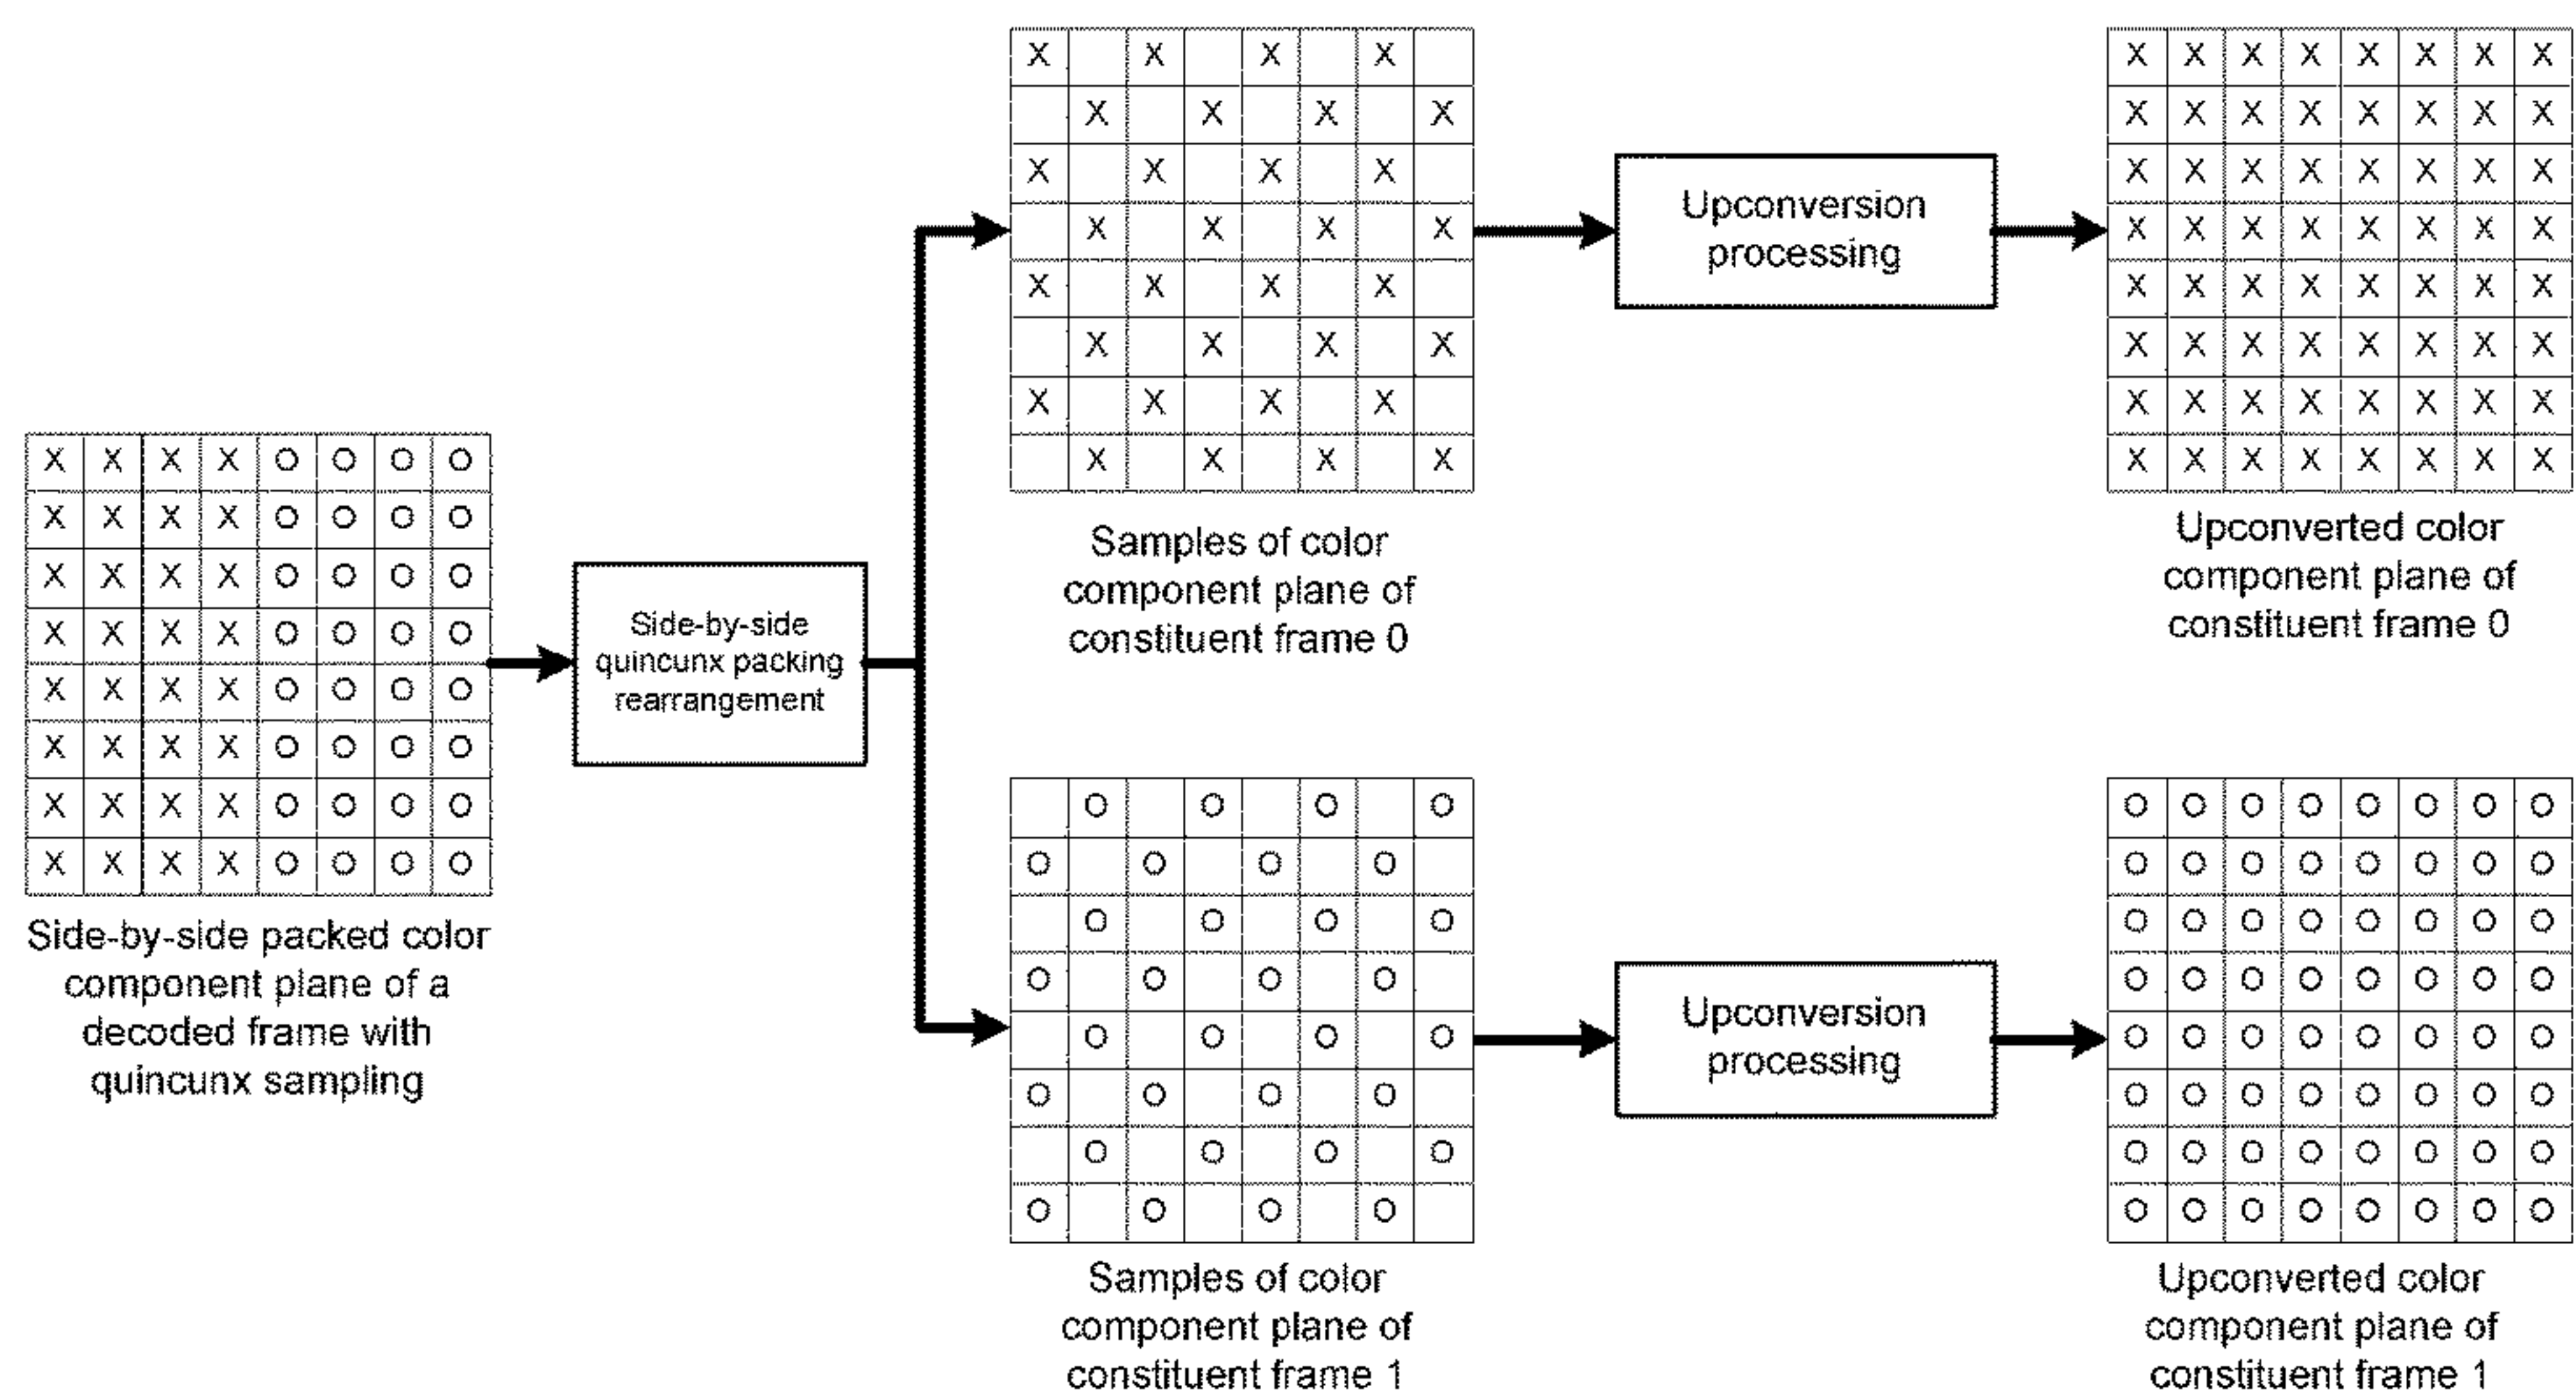 X X X X
X X X X
X X X X
X X X X
X X X X
X X X X
X X X X
X X X X
X X X X X X X X
X X X X X X X X
X X X X X X X X
X X X X X X X X
X X X X X X X X
X X X X X X X X
X X X X X X X X
X X X X X X X X
Upconversion
processing
X X X X O O O O
X X X X O O O O
X X X X O O O O
X X X X O O O O
X X X X O O O O
X X X X O O O O
X X X X O O O O
X X X X O O O O
Side-by-side packed color
component plane of a
decoded frame with
quincunx sampling
Side-by-side
quincunx packing
rearrangement
Samples of color
component plane of
constituent frame 0
Upconverted color
component plane of
constituent frame 0
O O O O
O O O O
O O O O
O O O O
O O O O
O O O O
O O O O
O O O O
Samples of color
component plane of
constituent frame 1
Upconversion
processing
O O O O O O O O
O O O O O O O O
O O O O O O O O
O O O O O O O O
O O O O O O O O
O O O O O O O O
O O O O O O O O
O O O O O O O O
Upconverted color
component plane of
constituent frame 1